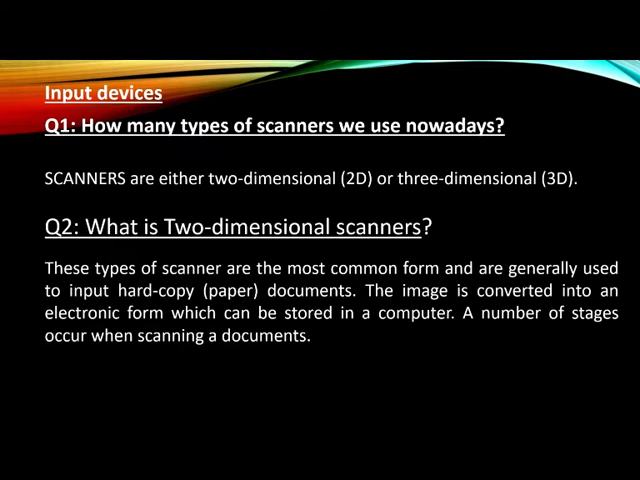 Input devices
Q1: How many types of scanners we use nowadays?
SCANNERS are either two-dimensional (2D) or three-dimensional (3D).
Q2: What is Two-dimensional scanners?
These types of scanner are the most common form and are generally used
to input hard-copy (paper) documents. The image is converted into an
electronic form which can be stored in a computer. A number of stages
occur when scanning a documents.